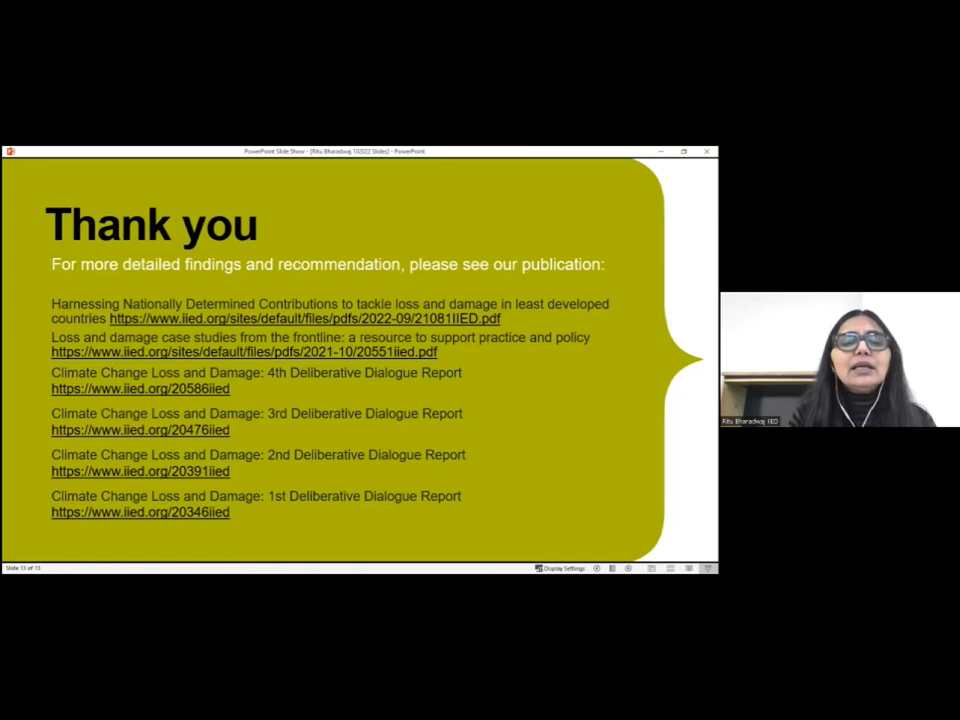 PowerPoint Slide Show - [Ritu Bharadwaj 102022 Slides] - PowerPoint
Thank you
For more detailed findings and recommendation, please see our publication:
Harnessing Nationally Determined Contributions to tackle loss and damage in least developed
countries https://www.iied.org/sites/default/files/pdfs/2022-09/21081IIED.pdf
Loss and damage case studies from the frontline: a resource to support practice and policy
https://www.iied.org/sites/default/files/pdfs/2021-10/20551iied.pdf
Climate Change Loss and Damage: 4th Deliberative Dialogue Report
https://www.iied.org/20586iied
Climate Change Loss and Damage: 3rd Deliberative Dialogue Report
https://www.iied.org/20476iied
Climate Change Loss and Damage: 2nd Deliberative Dialogue Report
https://www.iied.org/20391iied
Climate Change Loss and Damage: 1st Deliberative Dialogue Report
https://www.iied.org/20346iied
Slide 13 of 13
Display Settings
Ritu Bharadwaj IIED